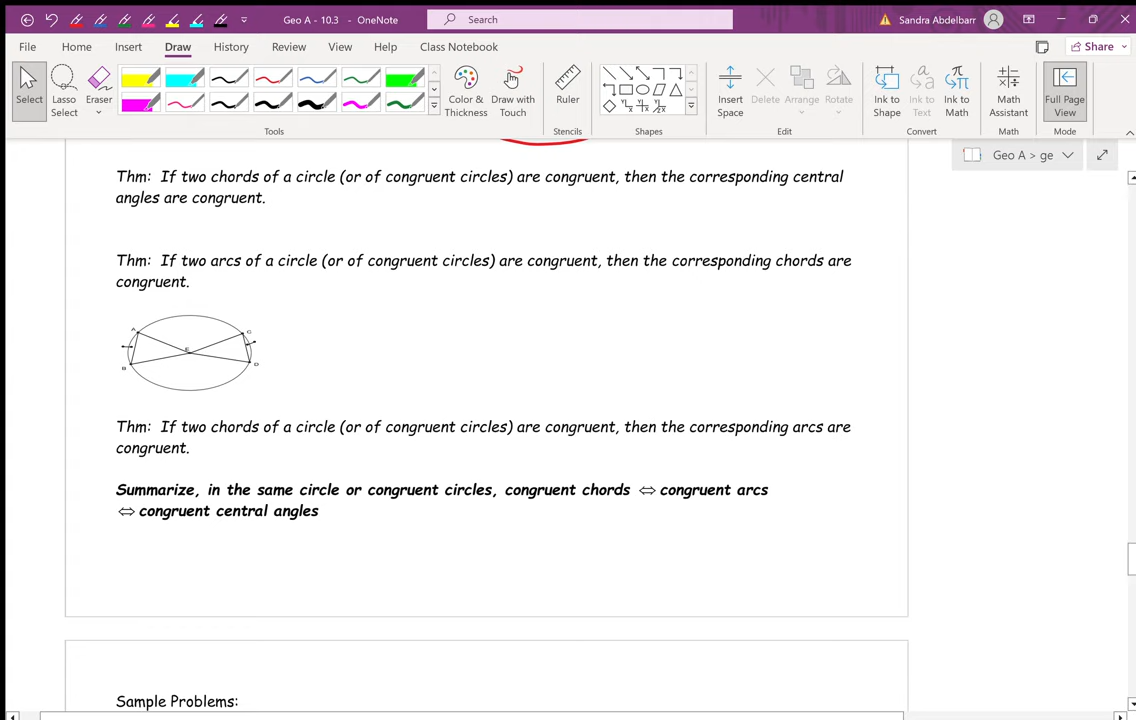 Geo A - 10.3 - OneNote
Search
Sandra Abdelbarr
File Home Insert Draw History Review View Help Class Notebook
Share
Select
Lasso Select
Eraser
Color & Thickness
Draw with Touch
Ruler
Insert Space
Delete
Arrange
Rotate
Ink to Shape
Ink to Text
Ink to Math
Math Assistant
Full Page View
Tools Stencils Shapes Edit Convert Math Mode
Geo A > ge
Thm: If two chords of a circle (or of congruent circles) are congruent, then the corresponding central
angles are congruent.
Thm: If two arcs of a circle (or of congruent circles) are congruent, then the corresponding chords are
congruent.
A
C
E
B
D
Thm: If two chords of a circle (or of congruent circles) are congruent, then the corresponding arcs are
congruent.
Summarize, in the same circle or congruent circles, congruent chords ⇔ congruent arcs
⇔ congruent central angles
Sample Problems: